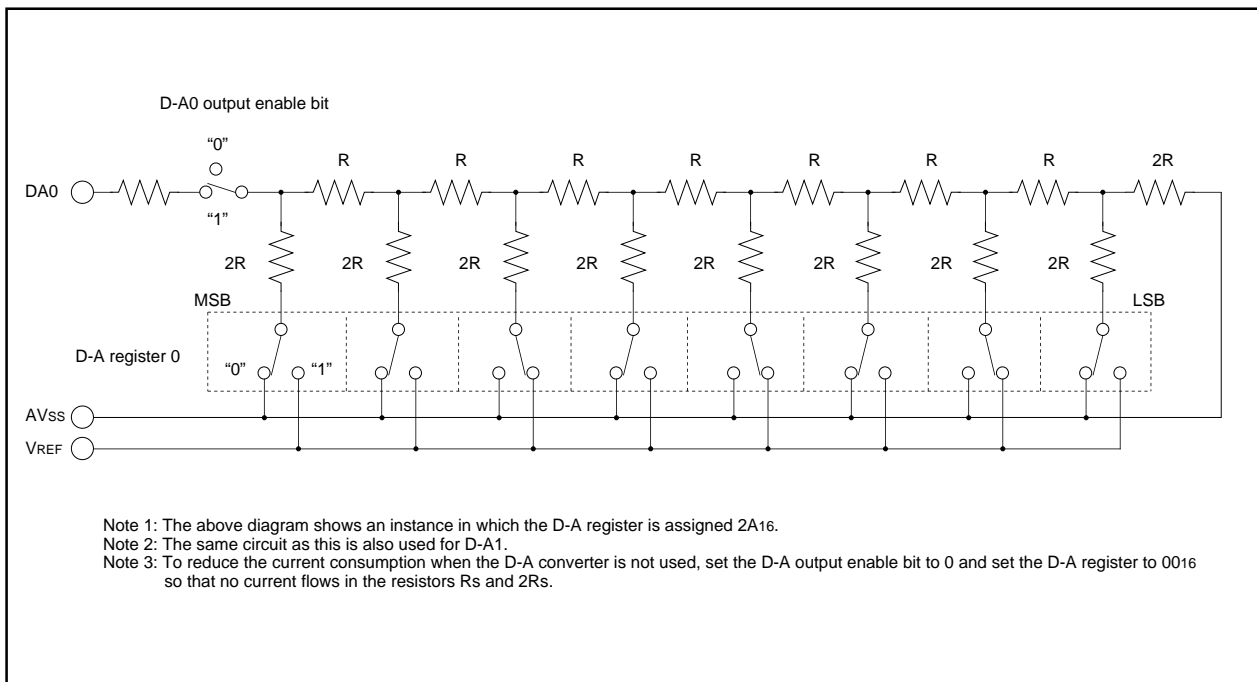 D-A0 output enable bit
“0”
R R R R R R R 2R
DA0
“1”
2R 2R 2R 2R 2R 2R 2R 2R
MSB LSB
D-A register 0
“0” “1”
AVSS
VREF
Note 1: The above diagram shows an instance in which the D-A register is assigned 2A16.
Note 2: The same circuit as this is also used for D-A1.
Note 3: To reduce the current consumption when the D-A converter is not used, set the D-A output enable bit to 0 and set the D-A register to 0016
so that no current flows in the resistors Rs and 2Rs.